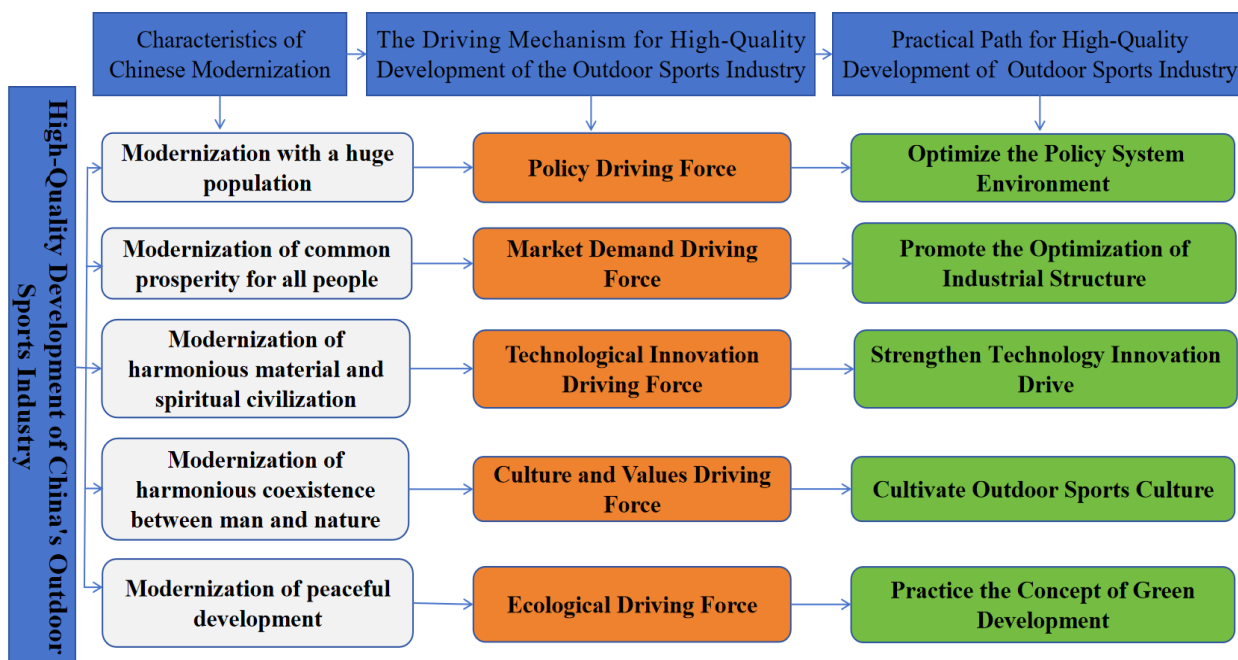 Characteristics of
Chinese Modernization
The Driving Mechanism for High-Quality
Development of the Outdoor Sports Industry
Practical Path for High-Quality
Development of Outdoor Sports Industry
High-Quality Development of China's Outdoor
Sports Industry
Modernization with a huge
population
Policy Driving Force
Optimize the Policy System
Environment
Modernization of common
prosperity for all people
Market Demand Driving
Force
Promote the Optimization of
Industrial Structure
Modernization of
harmonious material and
spiritual civilization
Technological Innovation
Driving Force
Strengthen Technology Innovation
Drive
Modernization of
harmonious coexistence
between man and nature
Culture and Values Driving
Force
Cultivate Outdoor Sports Culture
Modernization of peaceful
development
Ecological Driving Force
Practice the Concept of Green
Development